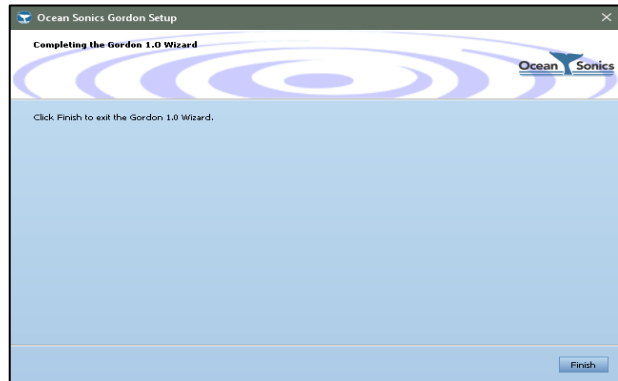 Ocean Sonics Gordon Setup
Completing the Gordon 1.0 Wizard
Ocean Sonics
Click Finish to exit the Gordon 1.0 Wizard.
Finish